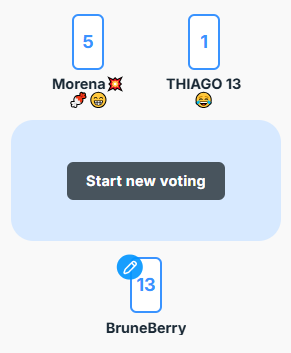 5
1
Morena💥
🍖😁
THIAGO 13
😂
Start new voting
13
BruneBerry